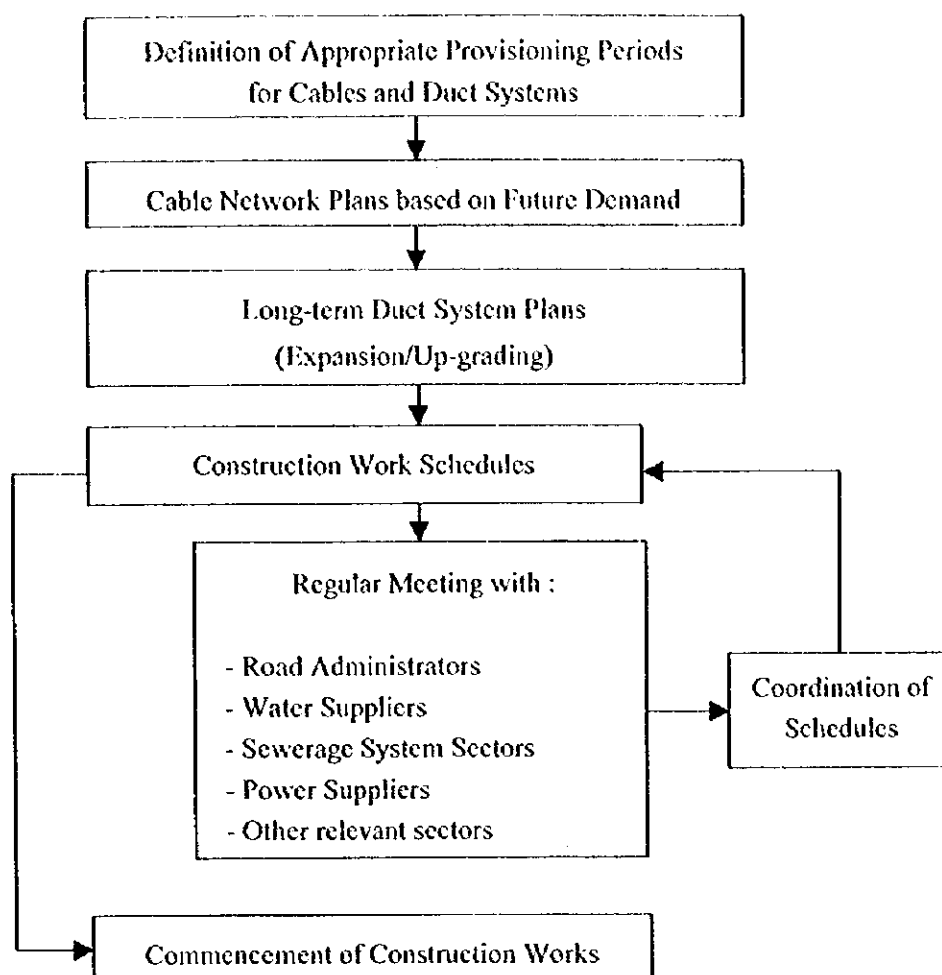 Definition of Appropriate Provisioning Periods
for Cables and Duct Systems
Cable Network Plans based on Future Demand
Long-term Duct System Plans
(Expansion/Up-grading)
Construction Work Schedules
Regular Meeting with :
- Road Administrators
- Water Suppliers
- Sewerage System Sectors
- Power Suppliers
- Other relevant sectors
Coordination of
Schedules
Commencement of Construction Works